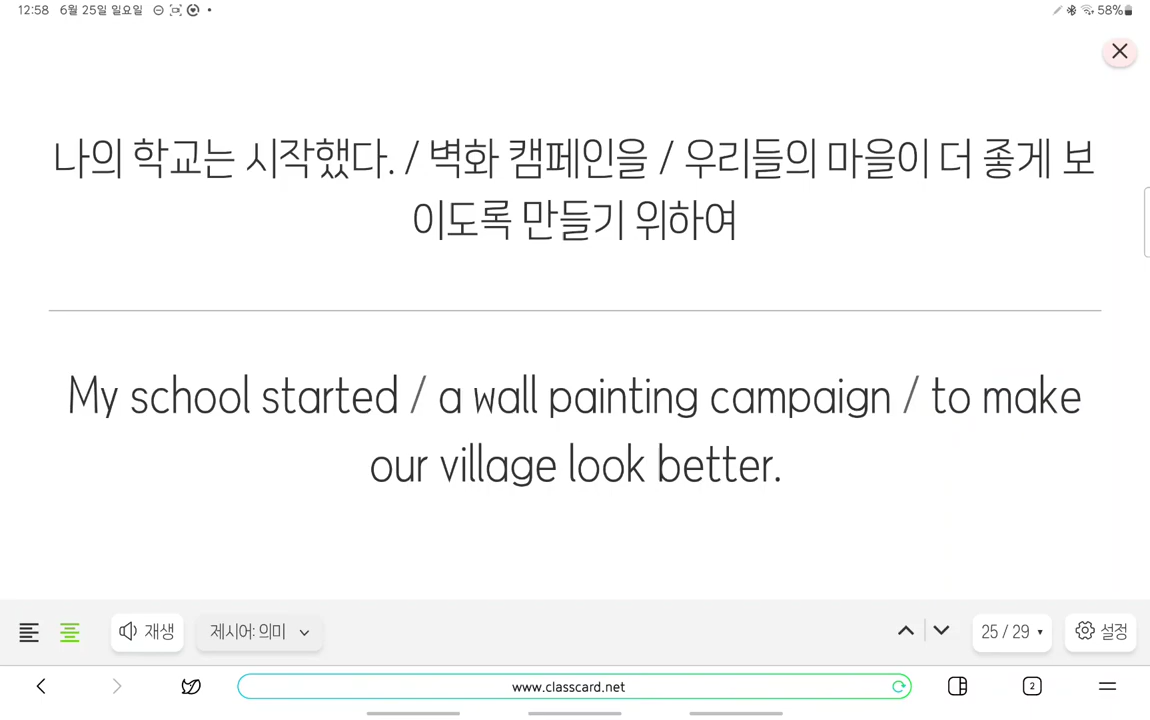 12:58 6월 25일 일요일
58%
나의 학교는 시작했다. / 벽화 캠페인을 / 우리들의 마을이 더 좋게 보
이도록 만들기 위하여
My school started / a wall painting campaign / to make
our village look better.
재생 제시어: 의미 25 / 29 설정
www.classcard.net 2